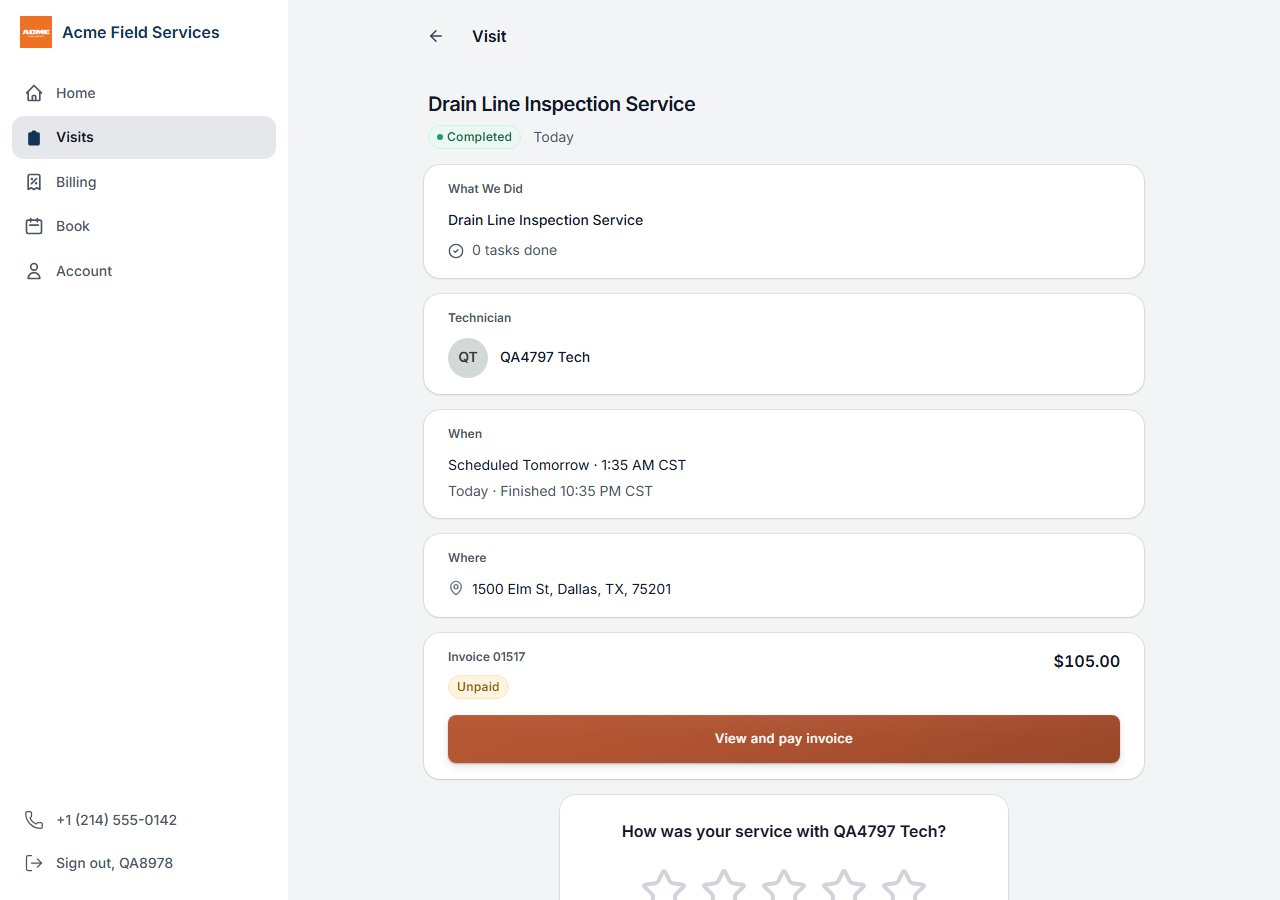 ACME
Acme Field Services
Home
Visits
Billing
Book
Account
+1 (214) 555-0142
Sign out, QA8978
Visit
Drain Line Inspection Service
Completed
Today
What We Did
Drain Line Inspection Service
0 tasks done
Technician
QT
QA4797 Tech
When
Scheduled Tomorrow · 1:35 AM CST
Today · Finished 10:35 PM CST
Where
1500 Elm St, Dallas, TX, 75201
Invoice 01517
$105.00
Unpaid
View and pay invoice
How was your service with QA4797 Tech?